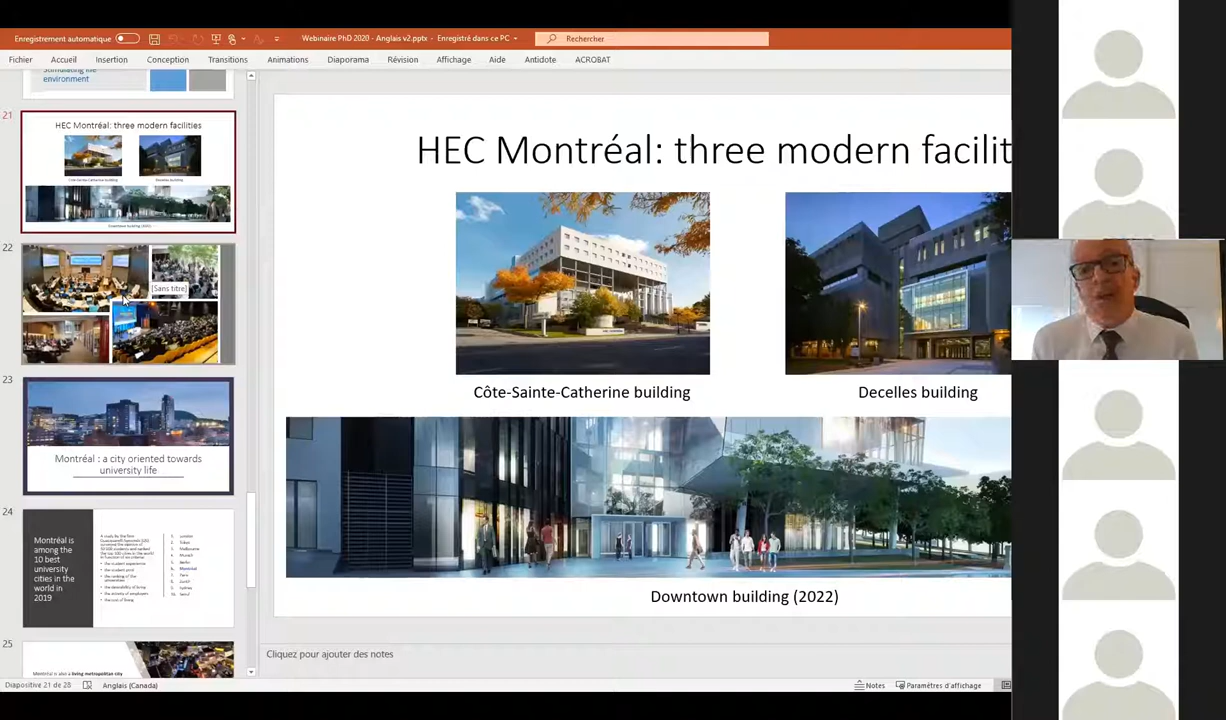 Enregistrement automatique
Webinaire PhD 2020 - Anglais v2.pptx - Enregistré dans ce PC
Rechercher
Fichier Accueil Insertion Conception Transitions Animations Diaporama Révision Affichage Aide Antidote ACROBAT
environment
21
HEC Montréal: three modern facilities
Côte-Sainte-Catherine building
Decelles building
Downtown building (2022)
22
[Sans titre]
23
Montréal : a city oriented towards
university life
24
Montréal is
among the
10 best
university
cities in the
world in
2019
25
Montréal is also a living metropolitan city
HEC Montréal: three modern facilit
Côte-Sainte-Catherine building
Decelles building
Downtown building (2022)
Cliquez pour ajouter des notes
Diapositive 21 de 28
Anglais (Canada)
Notes
Paramètres d'affichage